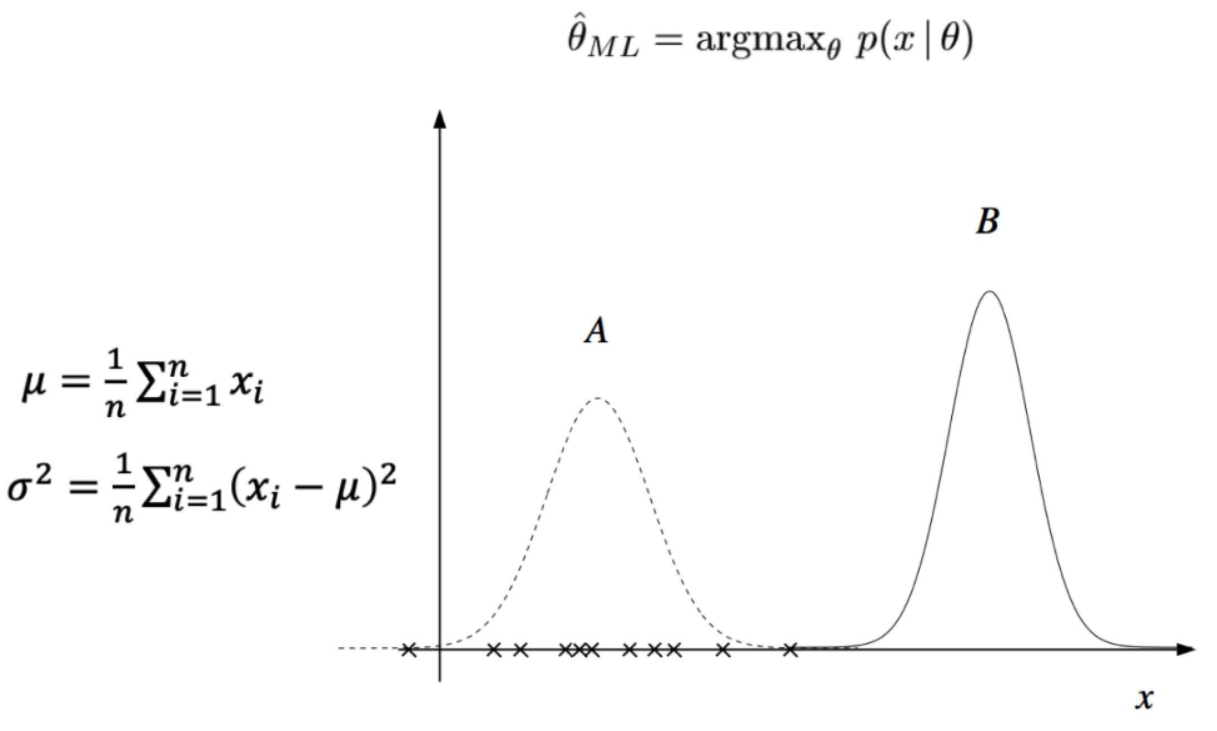 θ̂_ML = argmax_θ p(x | θ)
B
A
μ = 1/n ∑_{i=1}^{n} x_i
σ² = 1/n ∑_{i=1}^{n} (x_i − μ)²
x